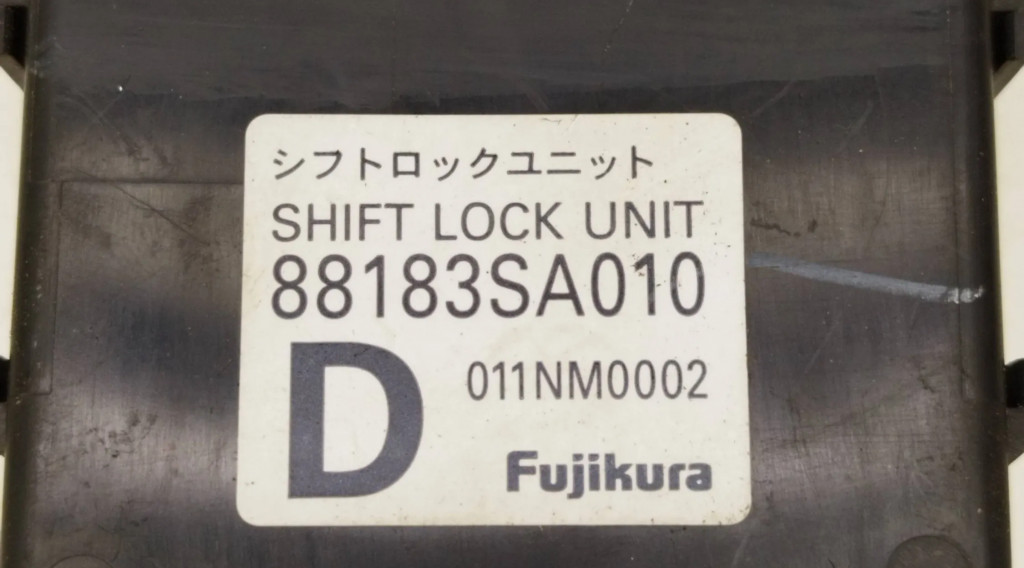 シフトロックユニット
SHIFT LOCK UNIT
88183SA010
D 011NM0002
Fujikura